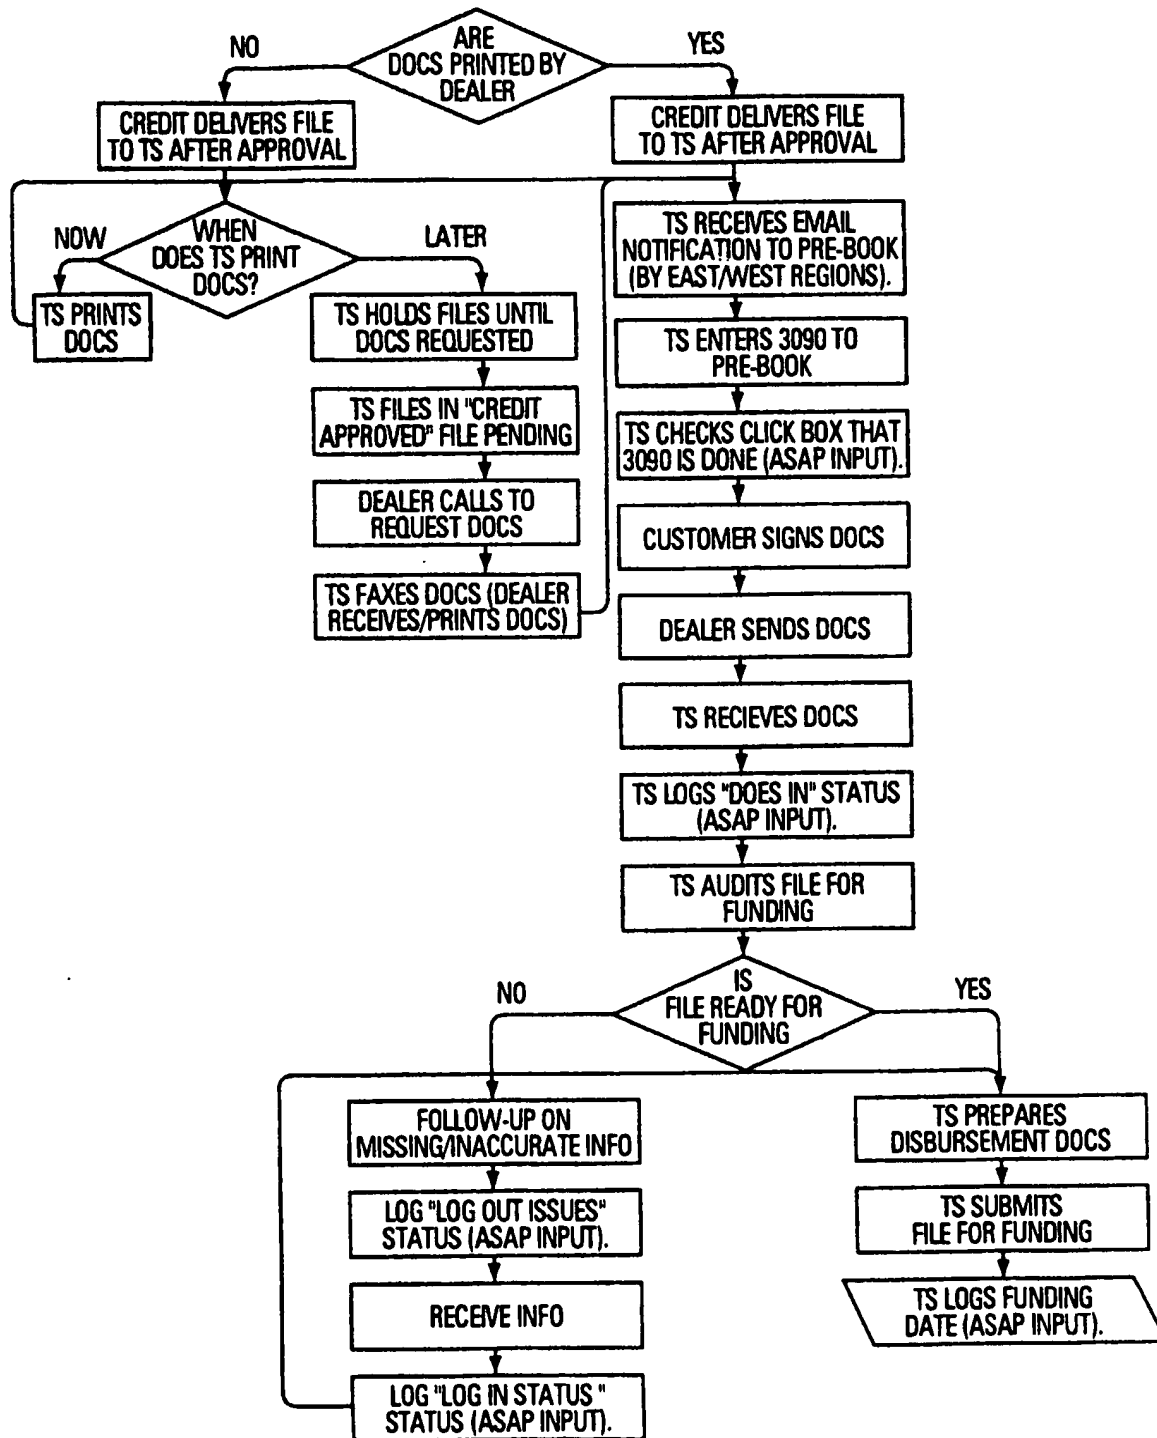 ARE
DOCS PRINTED BY
DEALER
NO
YES
CREDIT DELIVERS FILE
TO TS AFTER APPROVAL
CREDIT DELIVERS FILE
TO TS AFTER APPROVAL
WHEN
DOES TS PRINT
DOCS?
NOW
LATER
TS PRINTS
DOCS
TS HOLDS FILES UNTIL
DOCS REQUESTED
TS FILES IN "CREDIT
APPROVED" FILE PENDING
DEALER CALLS TO
REQUEST DOCS
TS FAXES DOCS (DEALER
RECEIVES/PRINTS DOCS)
TS RECEIVES EMAIL
NOTIFICATION TO PRE-BOOK
(BY EAST/WEST REGIONS).
TS ENTERS 3090 TO
PRE-BOOK
TS CHECKS CLICK BOX THAT
3090 IS DONE (ASAP INPUT).
CUSTOMER SIGNS DOCS
DEALER SENDS DOCS
TS RECIEVES DOCS
TS LOGS "DOES IN" STATUS
(ASAP INPUT).
TS AUDITS FILE FOR
FUNDING
IS
FILE READY FOR
FUNDING
NO
YES
FOLLOW-UP ON
MISSING/INACCURATE INFO
LOG "LOG OUT ISSUES"
STATUS (ASAP INPUT).
RECEIVE INFO
LOG "LOG IN STATUS "
STATUS (ASAP INPUT).
TS PREPARES
DISBURSEMENT DOCS
TS SUBMITS
FILE FOR FUNDING
TS LOGS FUNDING
DATE (ASAP INPUT).